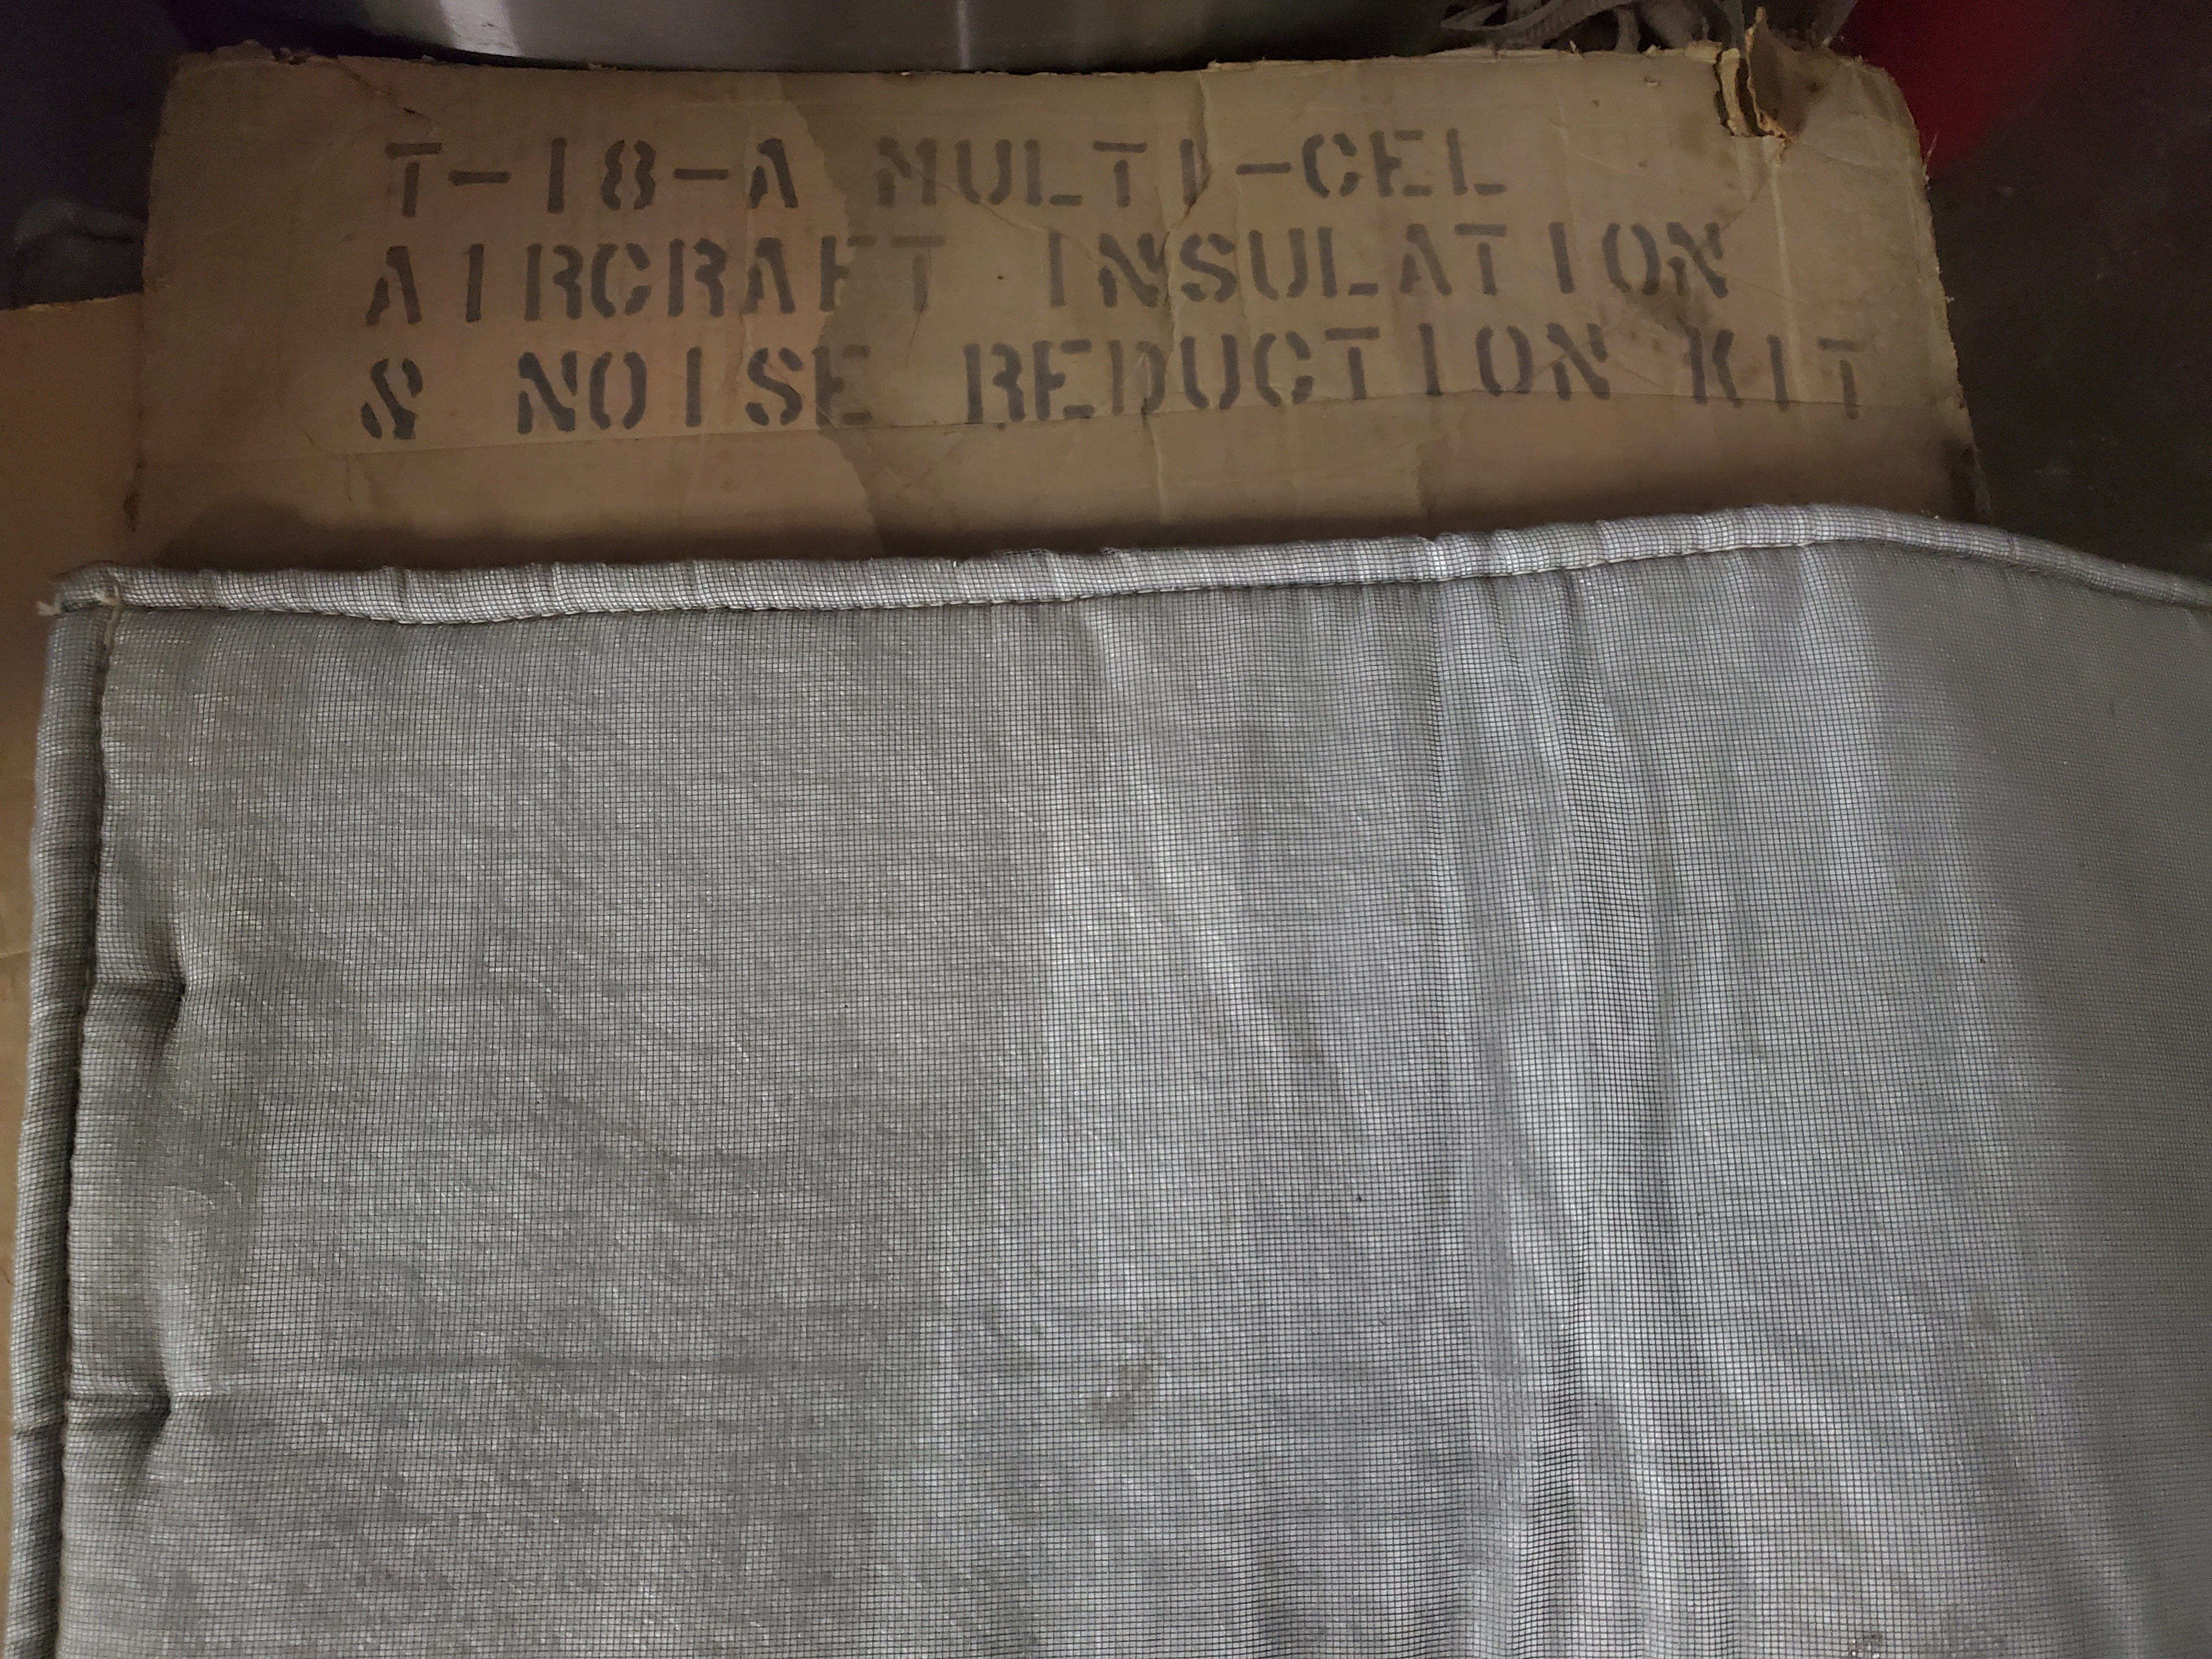 T-18-A MULTI-CEL
AIRCRAFT INSULATION
& NOISE REDUCTION KIT